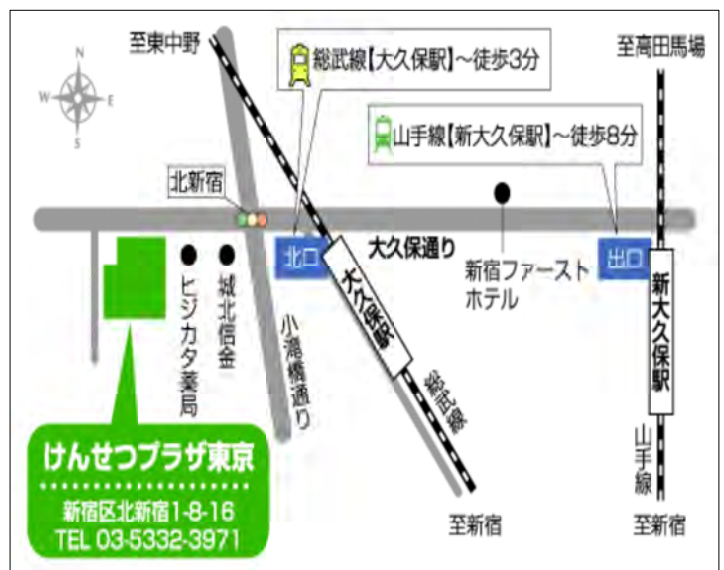 至東中野
総武線【大久保駅】～徒歩3分
至高田馬場
N
W
E
S
山手線【新大久保駅】～徒歩8分
北新宿
大久保通り
北口
出口
新宿ファースト
ホテル
ヒジカタ薬局
城北信金
小滝橋通り
大久保駅
総武線
新大久保駅
山手線
けんせつプラザ東京
新宿区北新宿1-8-16
TEL 03-5332-3971
至新宿
至新宿